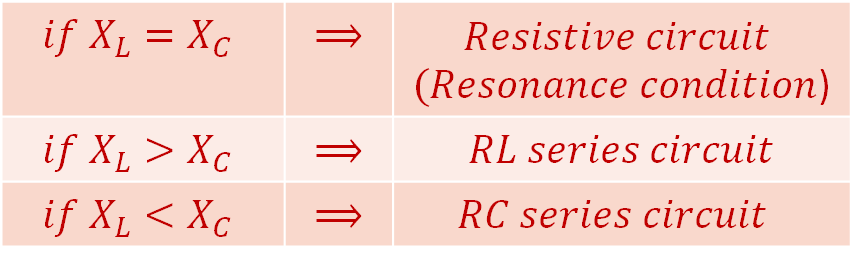 if X_L = X_C ⟹ Resistive circuit
(Resonance condition)
if X_L > X_C ⟹ RL series circuit
if X_L < X_C ⟹ RC series circuit